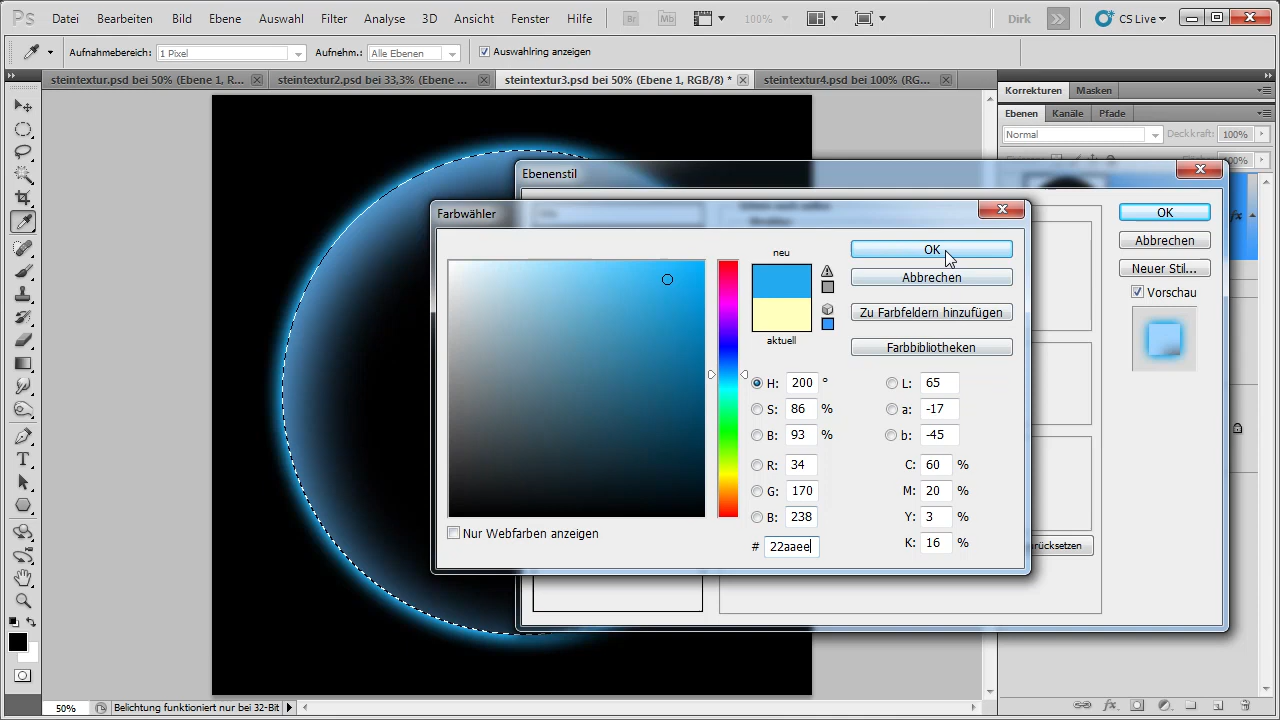 Ps Datei Bearbeiten Bild Ebene Auswahl Filter Analyse 3D Ansicht Fenster Hilfe Br Mb 100% Dirk CS Live
Aufnahmebereich: 1 Pixel Aufnehm.: Alle Ebenen Auswahlring anzeigen
steintextur.psd bei 50% (Ebene 1, R... steintextur2.psd bei 33,3% (Ebene ... steintextur3.psd bei 50% (Ebene 1, RGB/8) * steintextur4.psd bei 100% (RG...
Korrekturen Masken
Ebenen Kanäle Pfade
Normal Deckkraft: 100%
100%
Ebenenstil
Farbwähler
OK
Abbrechen
Neuer Stil...
Vorschau
fx
neu
aktuell
OK
Abbrechen
Zu Farbfeldern hinzufügen
Farbbibliotheken
H: 200 ° L: 65
S: 86 % a: -17
B: 93 % b: -45
R: 34 C: 60 %
G: 170 M: 20 %
B: 238 Y: 3 %
# 22aaee K: 16 %
Nur Webfarben anzeigen
50% Belichtung funktioniert nur bei 32-Bit